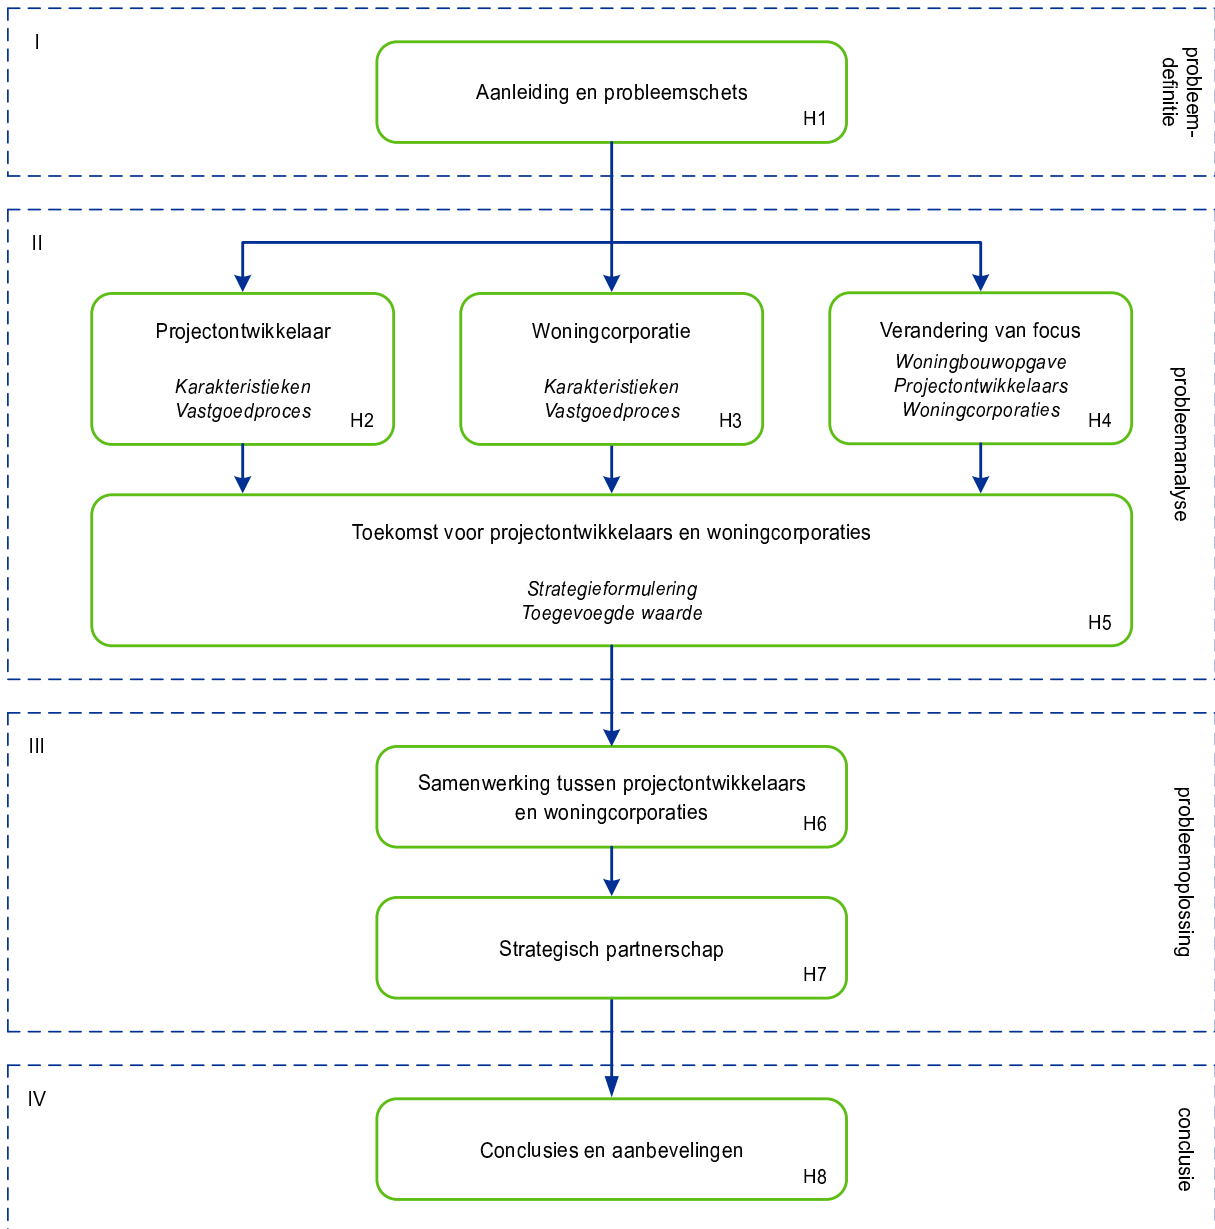 I
Aanleiding en probleemschets
H1
probleem-
definitie
II
Projectontwikkelaar
Karakteristieken
Vastgoedproces
H2
Woningcorporatie
Karakteristieken
Vastgoedproces
H3
Verandering van focus
Woningbouwopgave
Projectontwikkelaars
Woningcorporaties
H4
Toekomst voor projectontwikkelaars en woningcorporaties
Strategieformulering
Toegevoegde waarde
H5
probleemanalyse
III
Samenwerking tussen projectontwikkelaars
en woningcorporaties
H6
Strategisch partnerschap
H7
probleemoplossing
IV
Conclusies en aanbevelingen
H8
conclusie